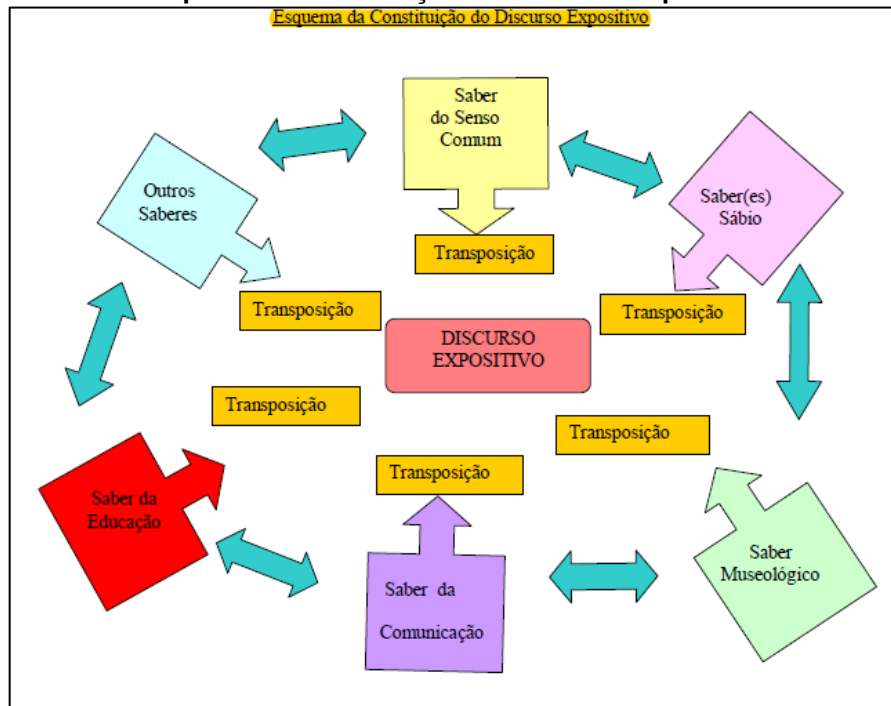 Esquema da Constituição do Discurso Expositivo
Saber
do Senso
Comum
Outros
Saberes
Saber(es)
Sábio
Transposição
Transposição
Transposição
DISCURSO
EXPOSITIVO
Transposição
Transposição
Transposição
Saber da
Educação
Saber
Museológico
Saber da
Comunicação